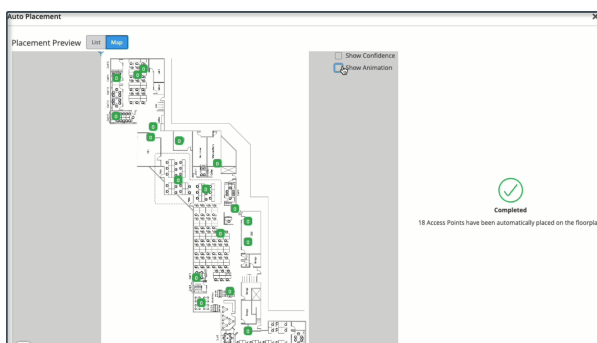 Auto Placement
Placement Preview List Map
Show Confidence
Show Animation
Completed
18 Access Points have been automatically placed on the floorpla